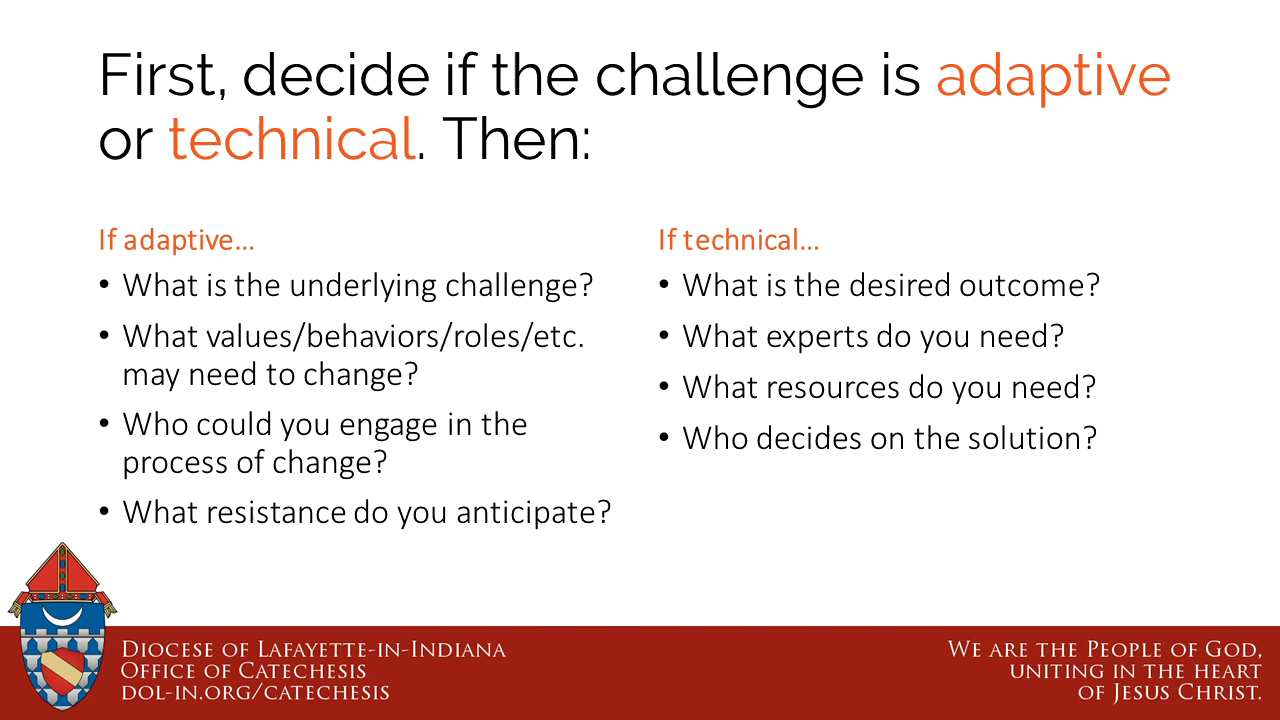 First, decide if the challenge is adaptive
or technical. Then:
If adaptive…
• What is the underlying challenge?
• What values/behaviors/roles/etc.
may need to change?
• Who could you engage in the
process of change?
• What resistance do you anticipate?
If technical…
• What is the desired outcome?
• What experts do you need?
• What resources do you need?
• Who decides on the solution?
Diocese of Lafayette-in-Indiana
Office of Catechesis
dol-in.org/catechesis
We are the People of God,
uniting in the heart
of Jesus Christ.